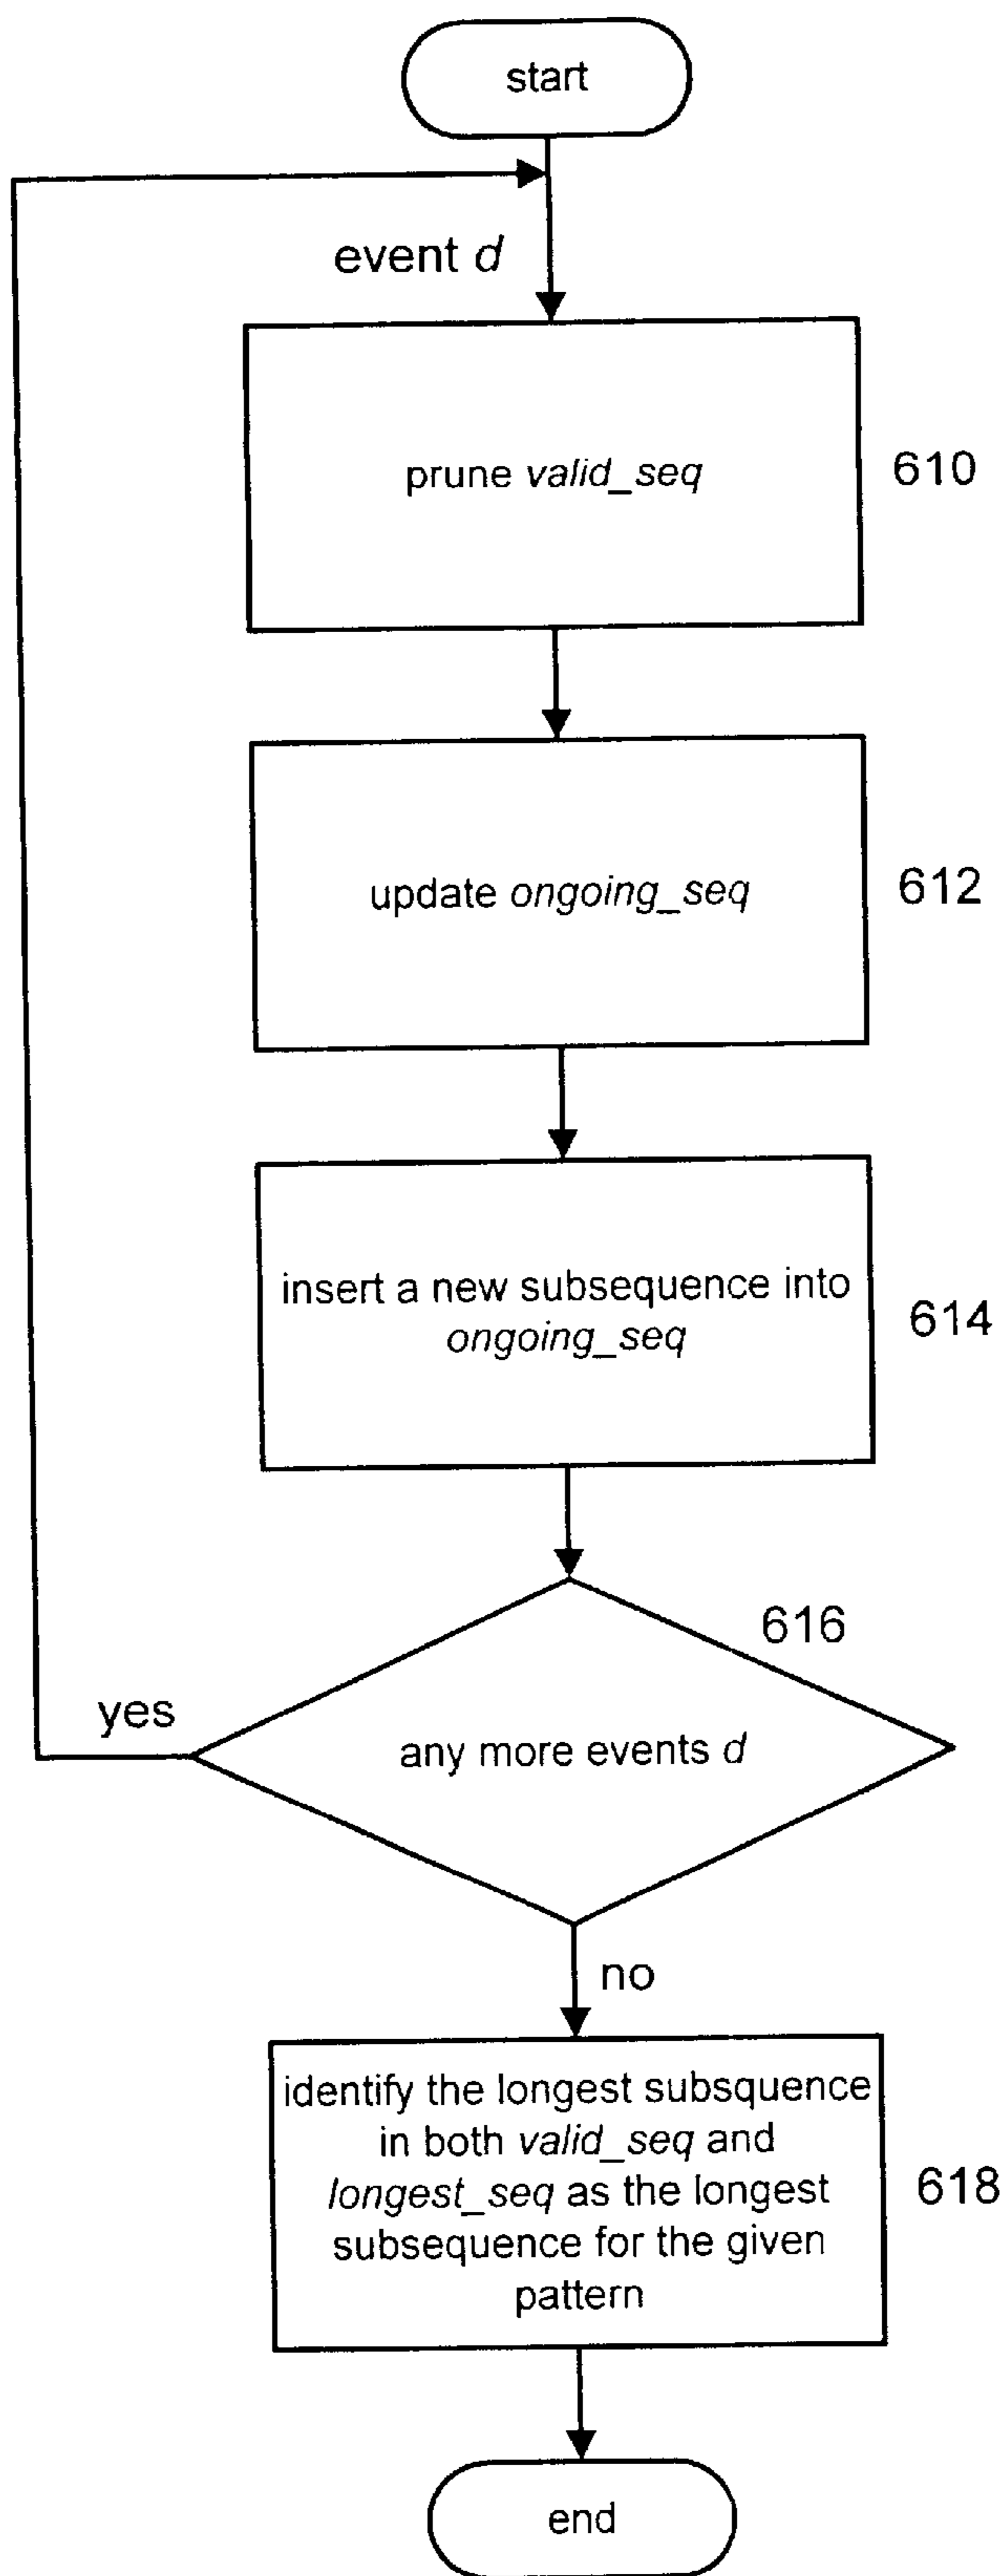 start
event d
prune valid_seq
610
update ongoing_seq
612
insert a new subsequence into
ongoing_seq
614
616
any more events d
yes
no
identify the longest subsquence
in both valid_seq and
longest_seq as the longest
subsequence for the given
pattern
618
end